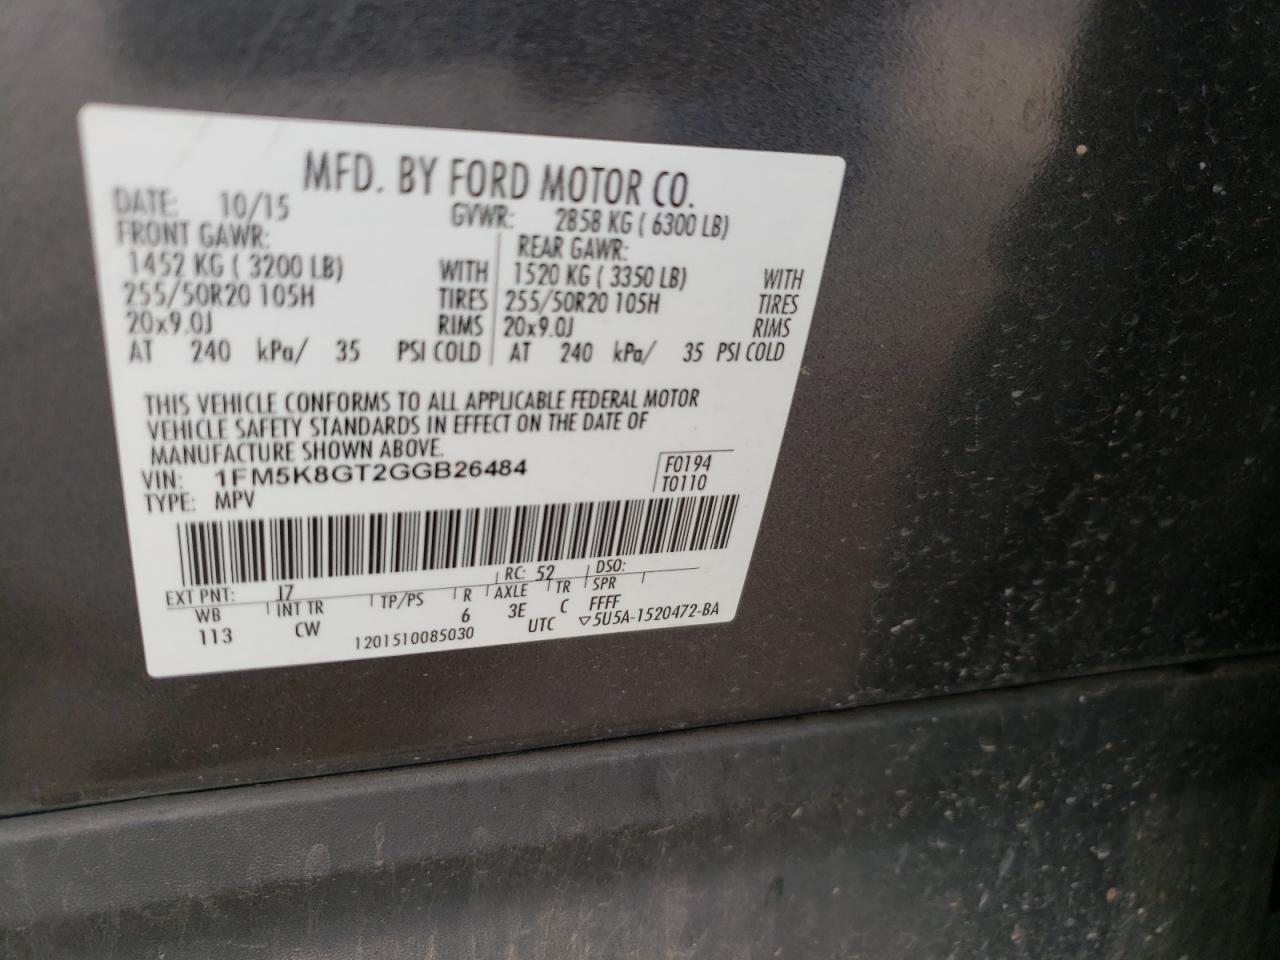 MFD. BY FORD MOTOR CO.
DATE: 10/15 GVWR: 2858 KG ( 6300 LB)
FRONT GAWR: REAR GAWR:
1452 KG ( 3200 LB) WITH 1520 KG ( 3350 LB) WITH
255/50R20 105H TIRES 255/50R20 105H TIRES
20x9.0J RIMS 20x9.0J RIMS
AT 240 kPa/ 35 PSI COLD AT 240 kPa/ 35 PSI COLD
THIS VEHICLE CONFORMS TO ALL APPLICABLE FEDERAL MOTOR
VEHICLE SAFETY STANDARDS IN EFFECT ON THE DATE OF
MANUFACTURE SHOWN ABOVE.
VIN: 1FM5K8GT2GGB26484 F0194
TYPE: MPV T0110
EXT PNT: J7 RC: 52 DSO:
WB INT TR TP/PS R AXLE TR SPR
113 CW 6 3E C FFFF
1201510085030 UTC ▽5U5A-1520472-BA